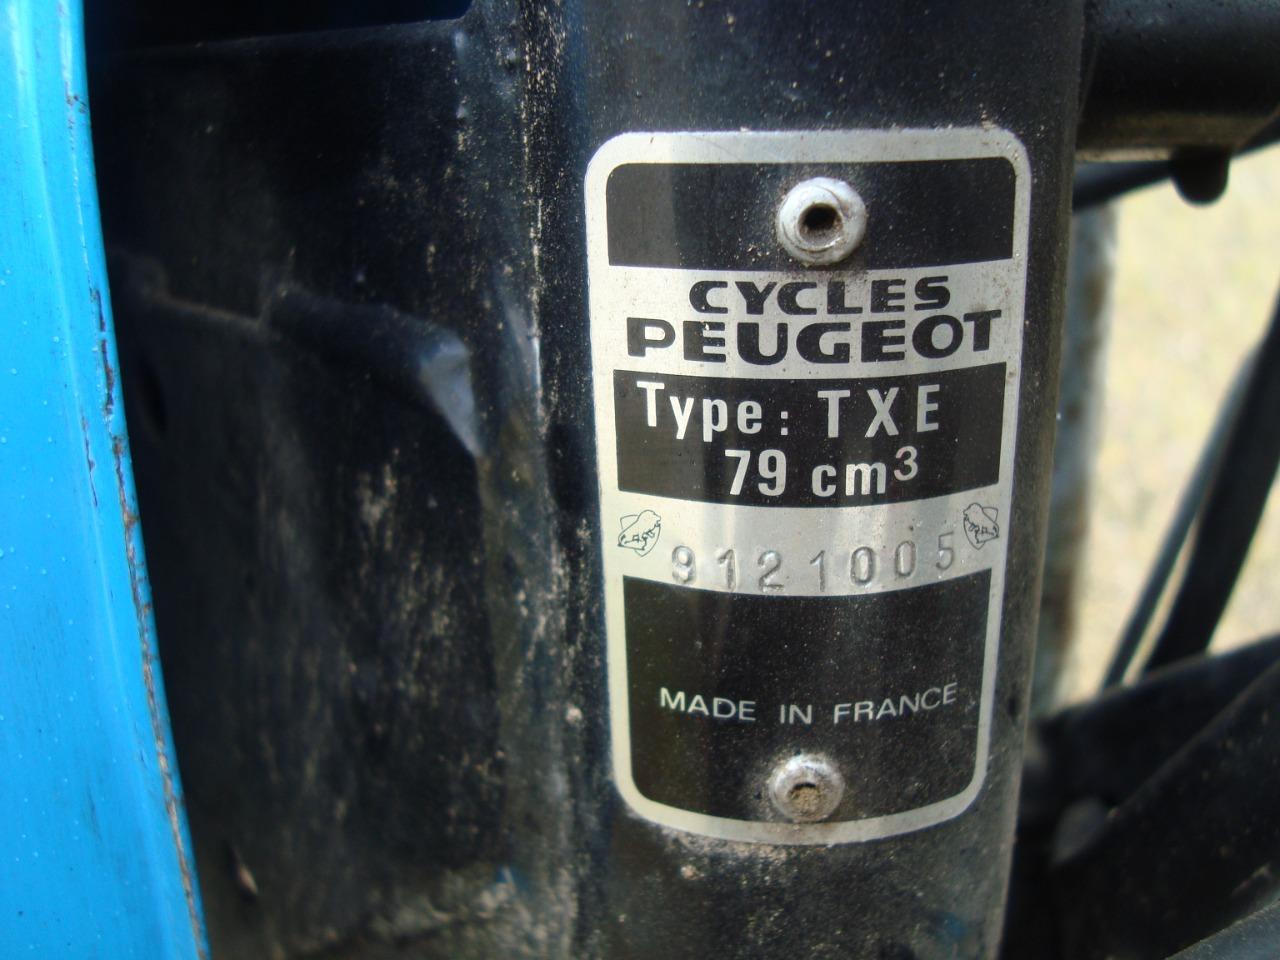 CYCLES
PEUGEOT
Type: TXE
79 cm³
9121005
MADE IN FRANCE